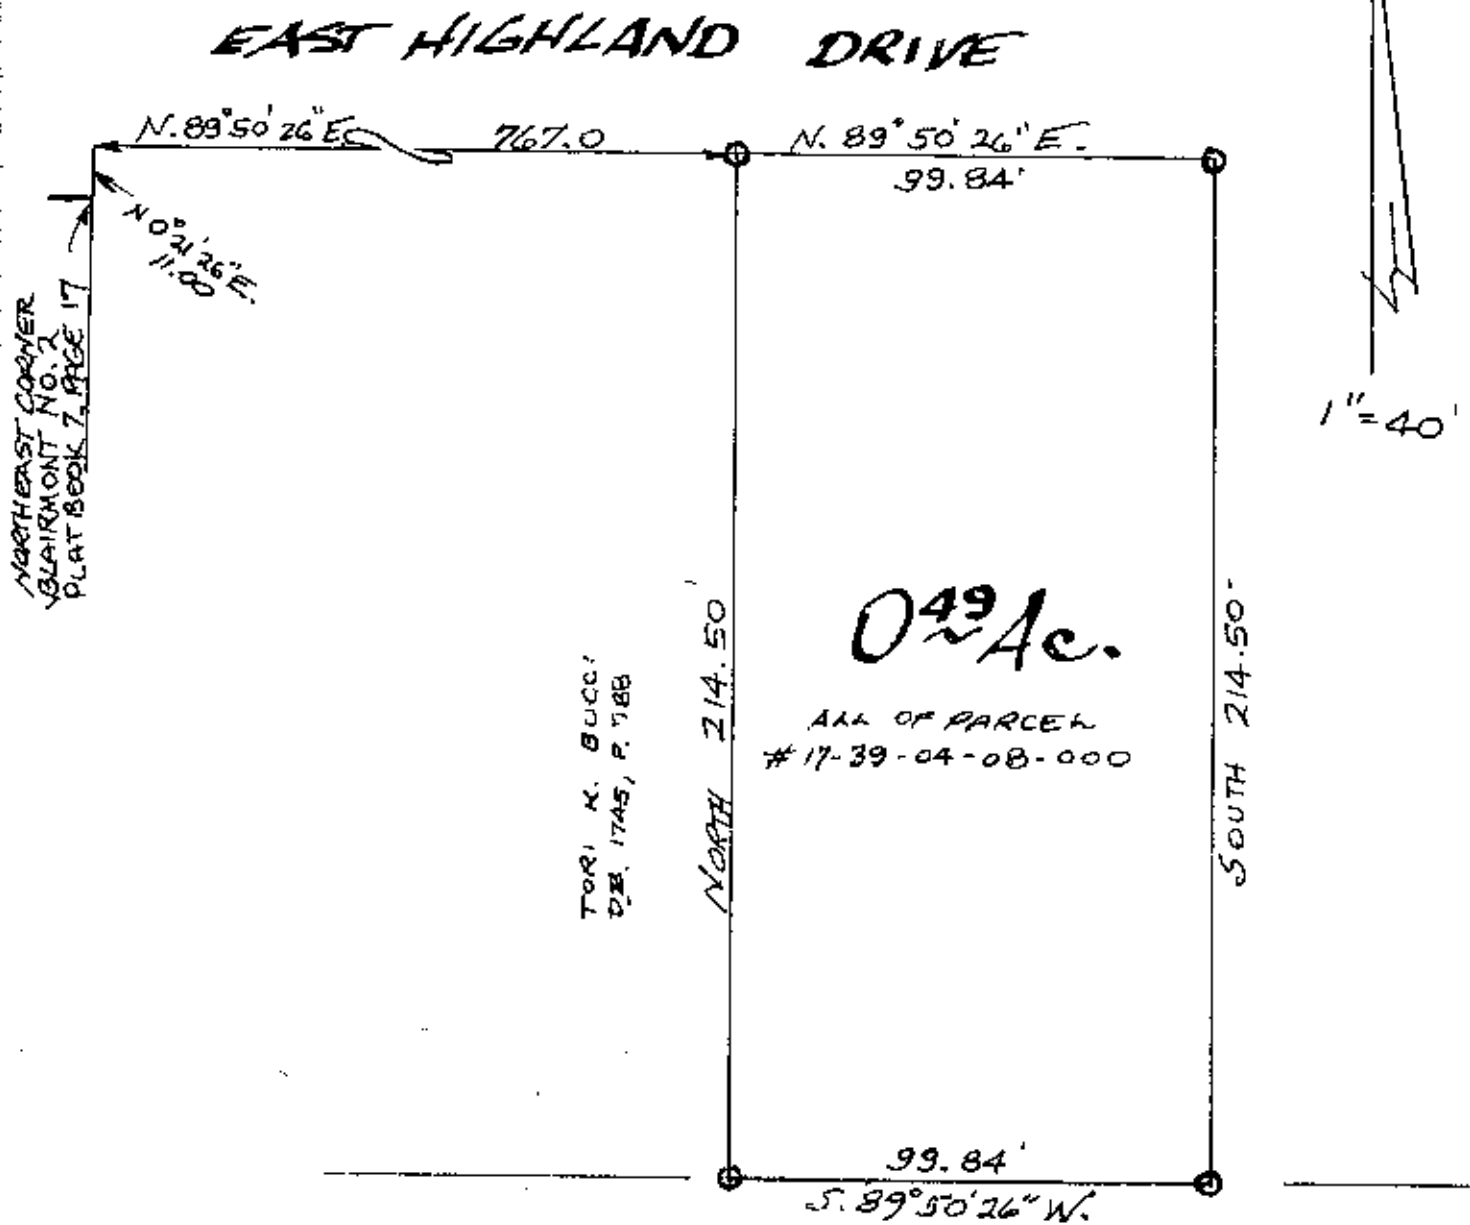 EAST HIGHLAND DRIVE
N. 89°50'26" E.
767.0
N. 89°50'26" E.
99.84'
N 0°21'26" E.
11.00
NORTHEAST CORNER
BLAIRMONT NO. 2
PLAT BOOK 7, PAGE 17
1"=40'
0.49 Ac.
ALL OF PARCEL
# 17-39-04-08-000
TORI K. BUCCI
D.B. 1745, P. 788
NORTH 214.50'
SOUTH 214.50'
99.84'
S. 89°50'26" W.